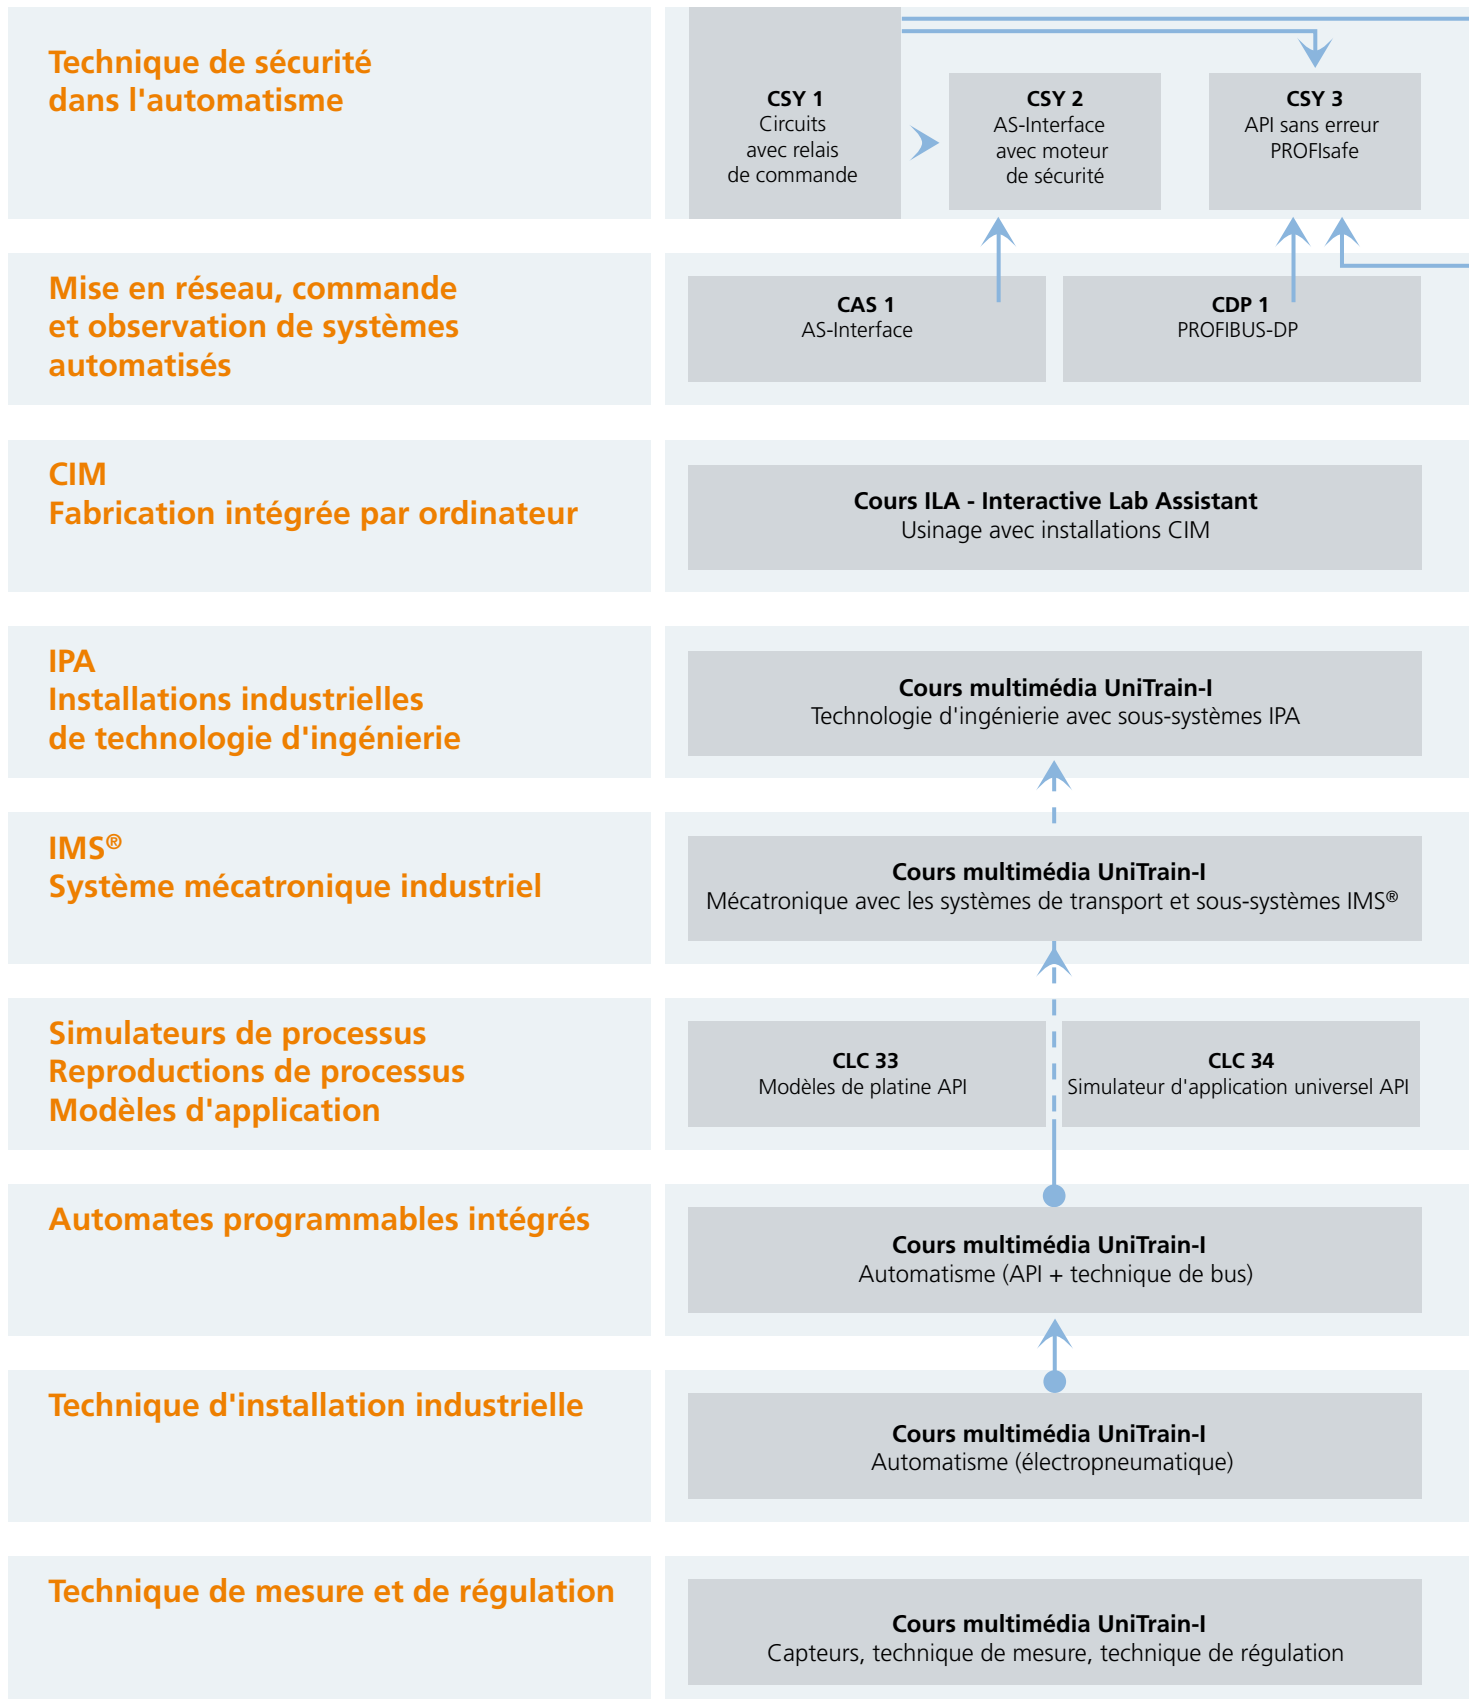 Technique de sécurité
dans l'automatisme
CSY 1
Circuits
avec relais
de commande
CSY 2
AS-Interface
avec moteur
de sécurité
CSY 3
API sans erreur
PROFIsafe
Mise en réseau, commande
et observation de systèmes
automatisés
CAS 1
AS-Interface
CDP 1
PROFIBUS-DP
CIM
Fabrication intégrée par ordinateur
Cours ILA - Interactive Lab Assistant
Usinage avec installations CIM
IPA
Installations industrielles
de technologie d'ingénierie
Cours multimédia UniTrain-I
Technologie d'ingénierie avec sous-systèmes IPA
IMS®
Système mécatronique industriel
Cours multimédia UniTrain-I
Mécatronique avec les systèmes de transport et sous-systèmes IMS®
Simulateurs de processus
Reproductions de processus
Modèles d'application
CLC 33
Modèles de platine API
CLC 34
Simulateur d'application universel API
Automates programmables intégrés
Cours multimédia UniTrain-I
Automatisme (API + technique de bus)
Technique d'installation industrielle
Cours multimédia UniTrain-I
Automatisme (électropneumatique)
Technique de mesure et de régulation
Cours multimédia UniTrain-I
Capteurs, technique de mesure, technique de régulation